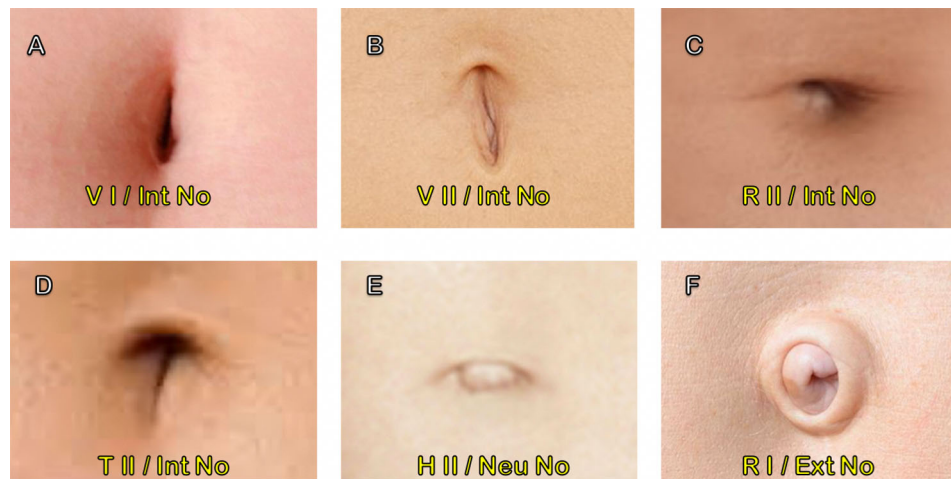 A
B
C
V I / Int No
V II / Int No
R II / Int No
D
E
F
T II / Int No
H II / Neu No
R I / Ext No